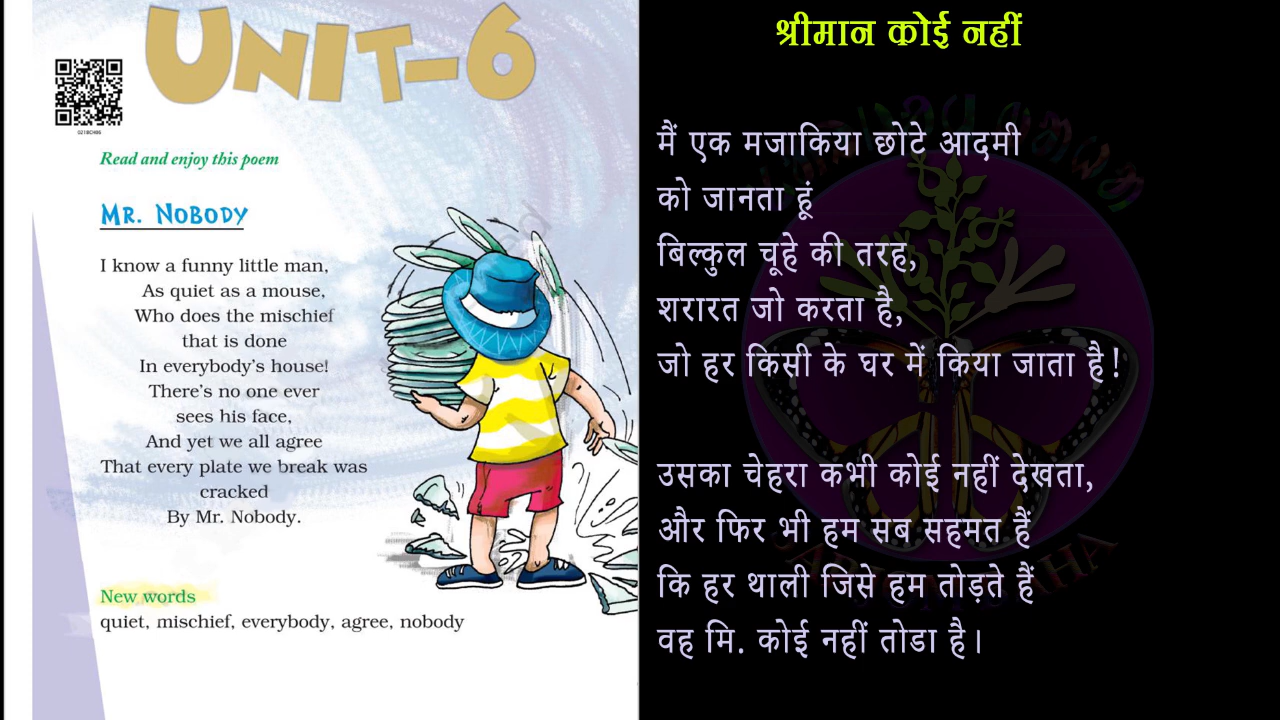 UNIT-6
0218CH06
Read and enjoy this poem
MR. NOBODY
I know a funny little man,
As quiet as a mouse,
Who does the mischief
that is done
In everybody's house!
There's no one ever
sees his face,
And yet we all agree
That every plate we break was
cracked
By Mr. Nobody.
New words
quiet, mischief, everybody, agree, nobody
श्रीमान कोई नहीं
मैं एक मजाकिया छोटे आदमी
को जानता हूं
बिल्कुल चूहे की तरह,
शरारत जो करता है,
जो हर किसी के घर में किया जाता है!
उसका चेहरा कभी कोई नहीं देखता,
और फिर भी हम सब सहमत हैं
कि हर थाली जिसे हम तोड़ते हैं
वह मि. कोई नहीं तोडा है।